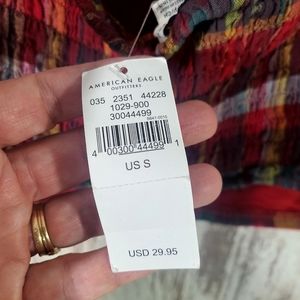 AMERICAN EAGLE
OUTFITTERS
035 2351 44228
1029-900
30044499
4 00300 44499 1
US S
USD 29.95